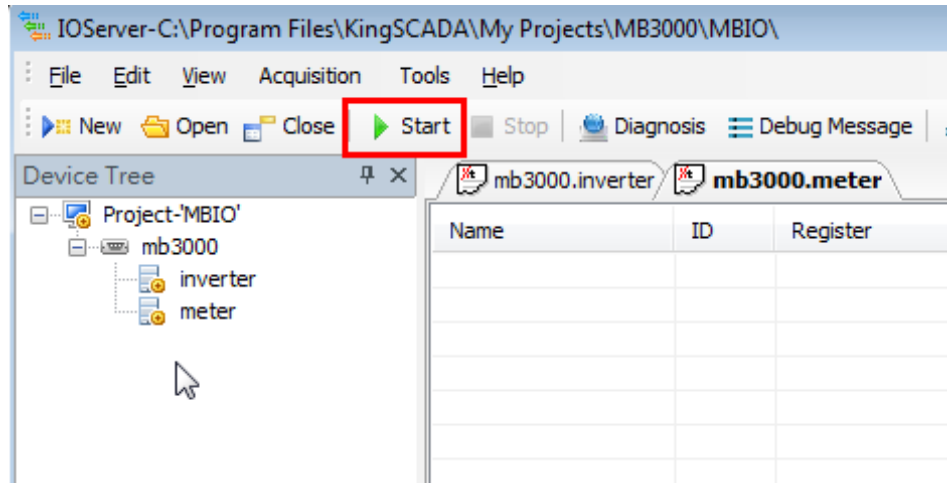 IOServer-C:\Program Files\KingSCADA\My Projects\MB3000\MBIO\
File Edit View Acquisition Tools Help
New Open Close Start Stop Diagnosis Debug Message
Device Tree
mb3000.inverter mb3000.meter
Project-'MBIO'
mb3000
inverter
meter
Name ID Register